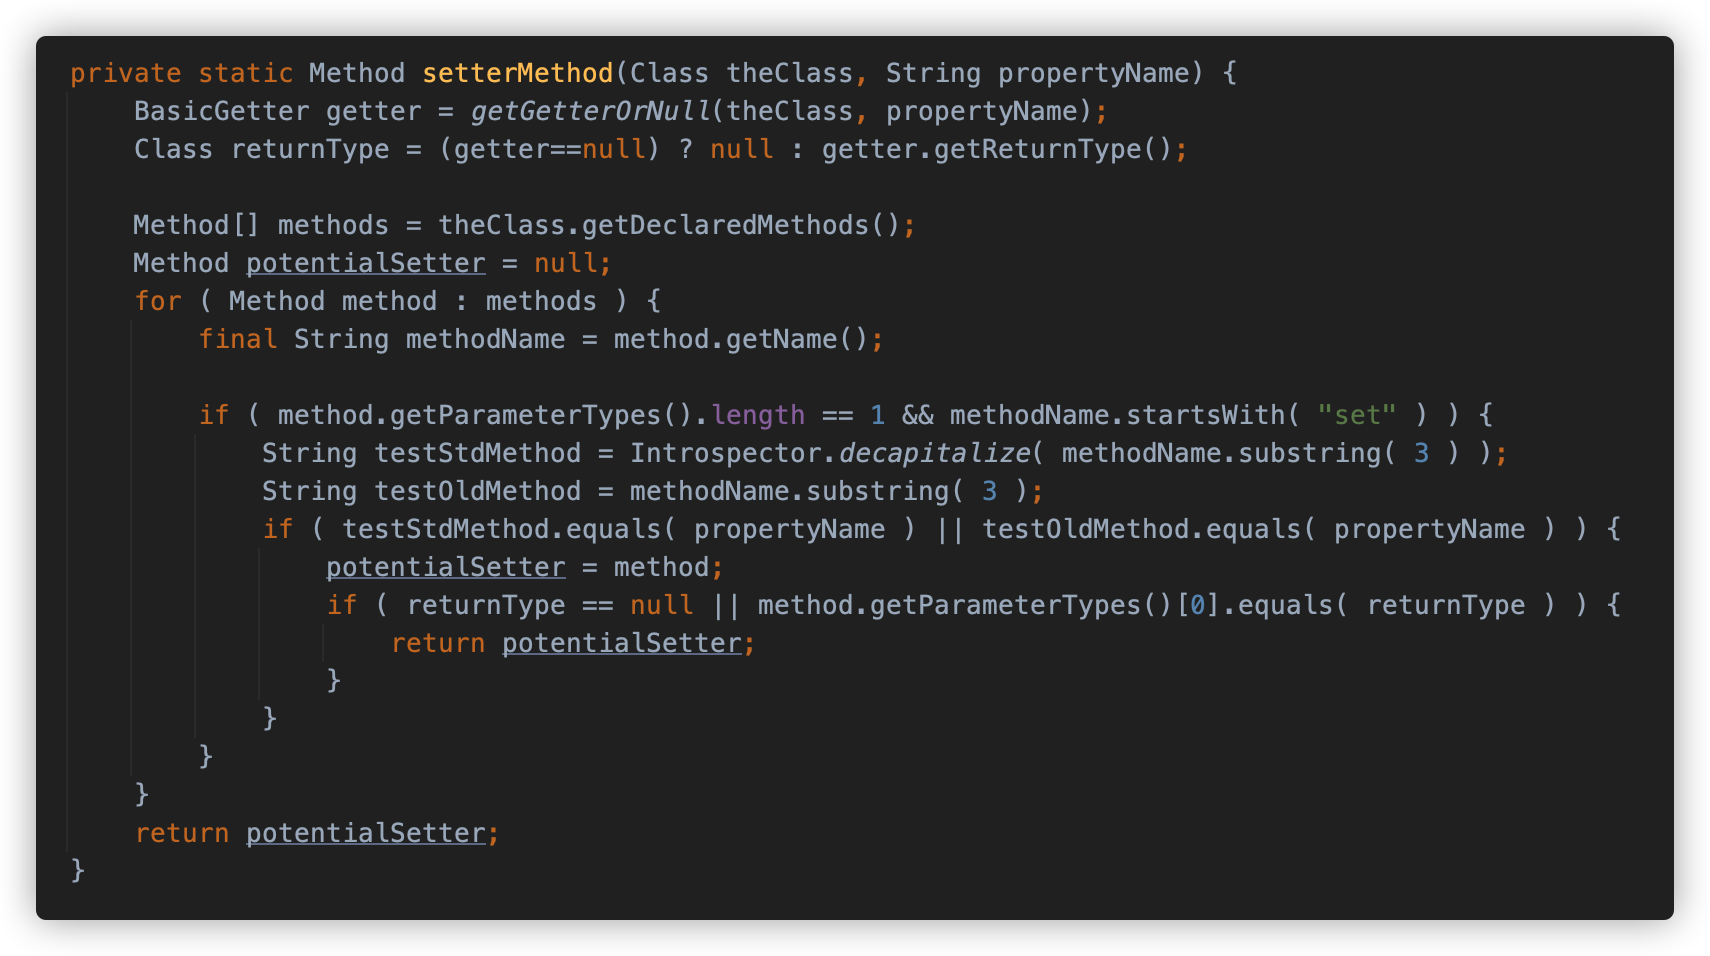 private static Method setterMethod(Class theClass, String propertyName) {
    BasicGetter getter = getGetterOrNull(theClass, propertyName);
    Class returnType = (getter==null) ? null : getter.getReturnType();

    Method[] methods = theClass.getDeclaredMethods();
    Method potentialSetter = null;
    for ( Method method : methods ) {
        final String methodName = method.getName();

        if ( method.getParameterTypes().length == 1 && methodName.startsWith( "set" ) ) {
            String testStdMethod = Introspector.decapitalize( methodName.substring( 3 ) );
            String testOldMethod = methodName.substring( 3 );
            if ( testStdMethod.equals( propertyName ) || testOldMethod.equals( propertyName ) ) {
                potentialSetter = method;
                if ( returnType == null || method.getParameterTypes()[0].equals( returnType ) ) {
                    return potentialSetter;
                }
            }
        }
    }
    return potentialSetter;
}